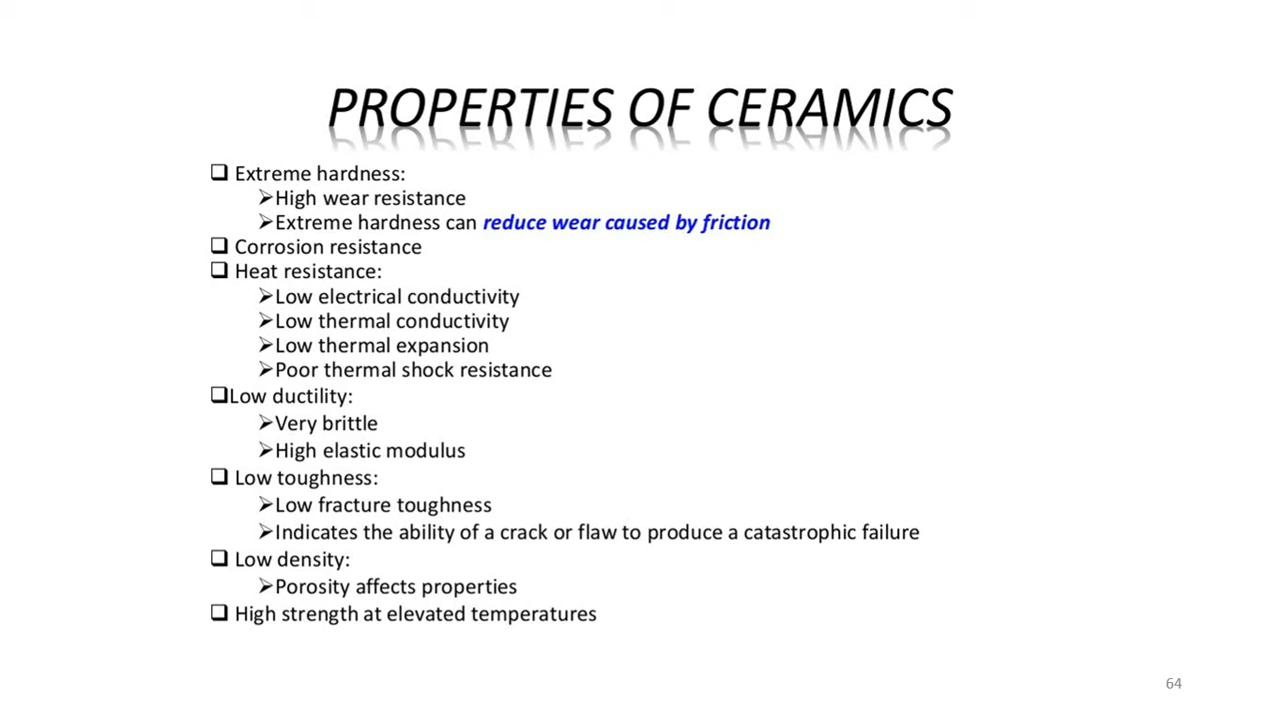 PROPERTIES OF CERAMICS
❑ Extreme hardness:
➢High wear resistance
➢Extreme hardness can reduce wear caused by friction
❑ Corrosion resistance
❑ Heat resistance:
➢Low electrical conductivity
➢Low thermal conductivity
➢Low thermal expansion
➢Poor thermal shock resistance
❑Low ductility:
➢Very brittle
➢High elastic modulus
❑ Low toughness:
➢Low fracture toughness
➢Indicates the ability of a crack or flaw to produce a catastrophic failure
❑ Low density:
➢Porosity affects properties
❑ High strength at elevated temperatures
64